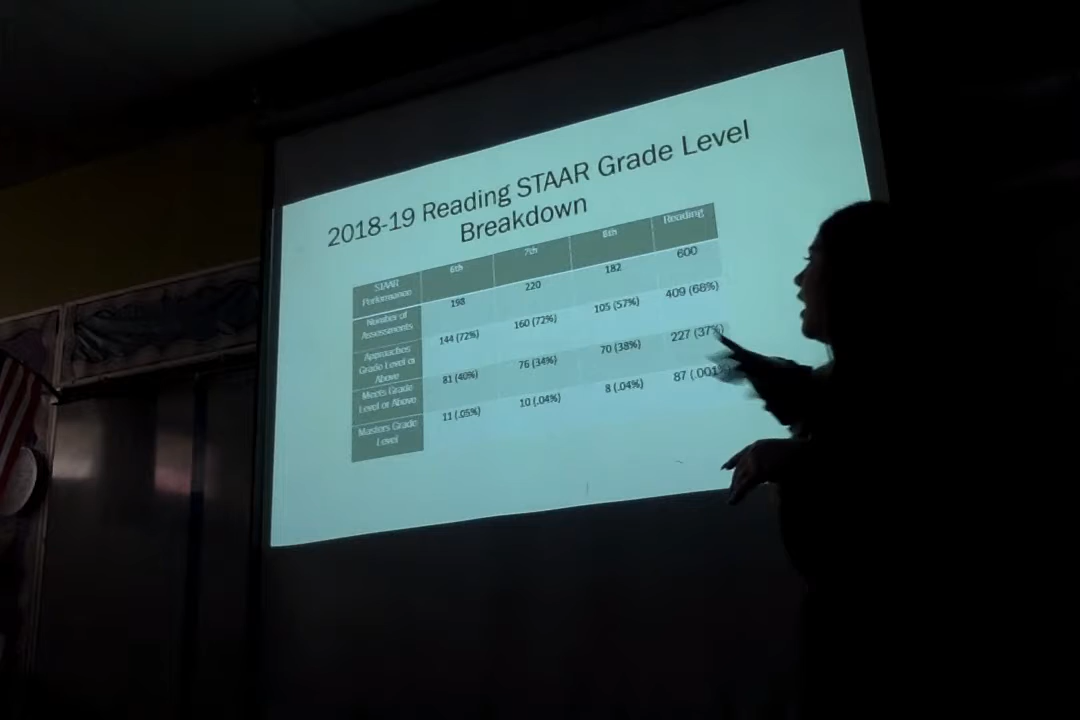 2018-19 Reading STAAR Grade Level
Breakdown
STAAR
Performance
6th
7th
8th
Reading
Number of
Assessments
198
220
182
600
Approaches
Grade Level or
Above
144 (72%)
160 (72%)
105 (57%)
409 (68%)
Meets Grade
Level or Above
81 (40%)
76 (34%)
70 (38%)
227 (37%)
Masters Grade
Level
11 (.05%)
10 (.04%)
8 (.04%)
87 (.001